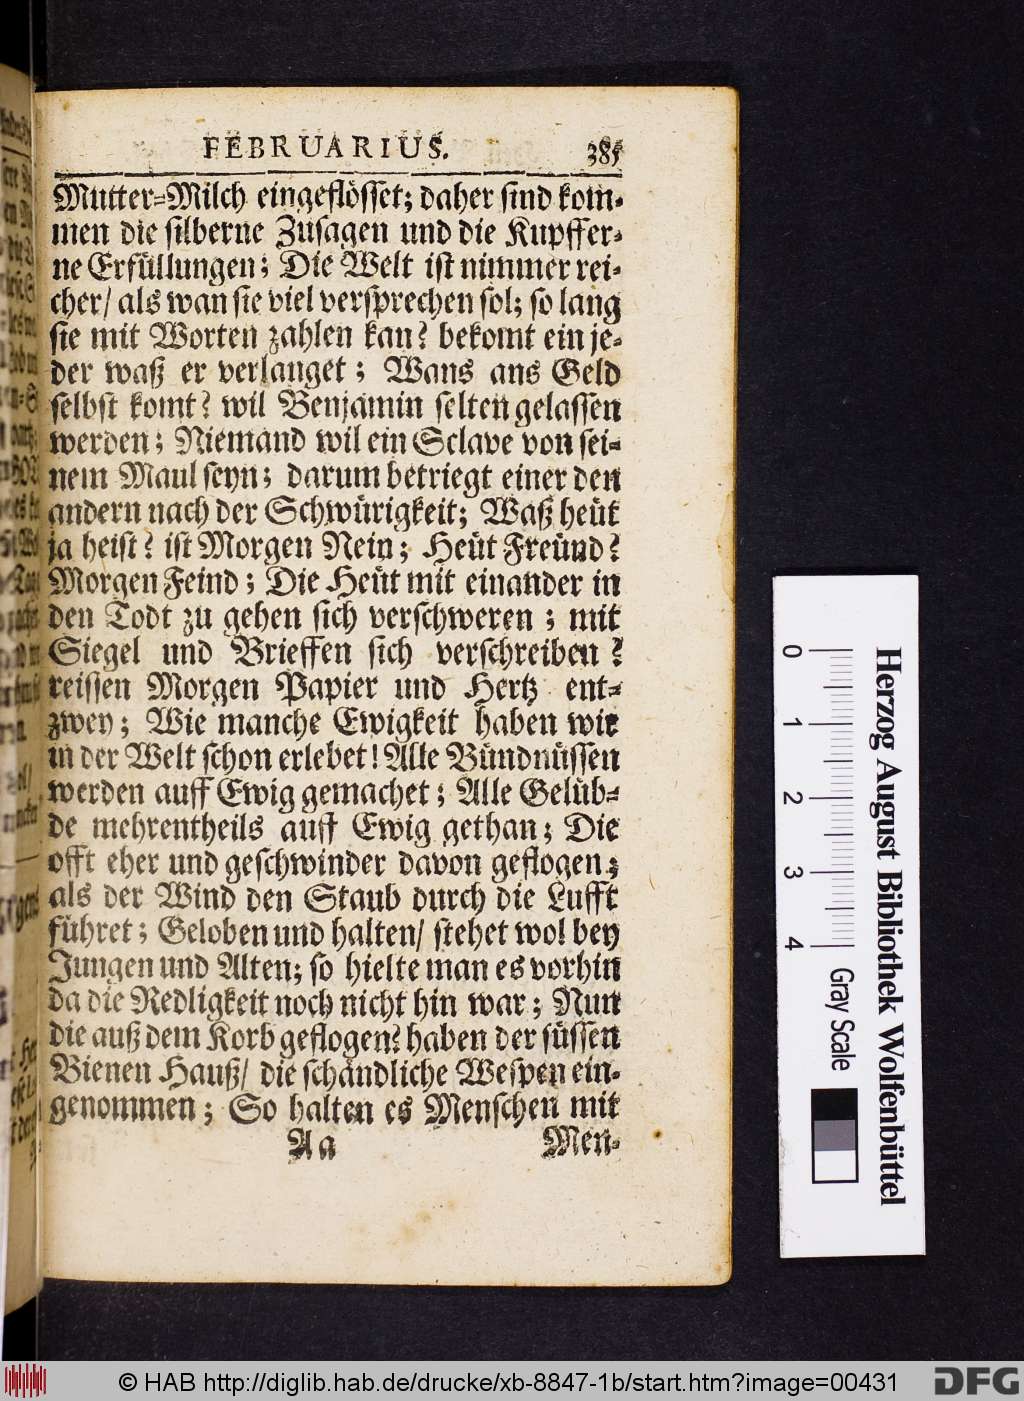 FEBRUARIUS. 385
Mutter-Milch eingeflösset; daher sind kom-
men die silberne Zusagen und die Kupffer-
ne Erfüllungen; Die Welt ist nimmer rei-
cher/ als wan sie viel versprechen sol; so lang
sie mit Worten zahlen kan? bekomt ein je-
der waß er verlanget; Wans ans Geld
selbst komt? wil Benjamin selten gelassen
werden; Niemand wil ein Sclave von sei-
nem Maul seyn; darum betriegt einer den
andern nach der Schwürigkeit; Waß heüt
ja heist? ist Morgen Nein; Heüt Freünd?
Morgen Feind; Die Heüt mit einander in
den Todt zu gehen sich verschweren; mit
Siegel und Brieffen sich verschreiben?
reissen Morgen Papier und Hertz ent-
zwey; Wie manche Ewigkeit haben wir
in der Welt schon erlebet! Alle Bündnüssen
werden auff Ewig gemachet; Alle Gelüb-
de mehrentheils auff Ewig gethan; Die
offt eher und geschwinder davon geflogen;
als der Wind den Staub durch die Lufft
führet; Geloben und halten/ stehet wol bey
Jungen und Alten; so hielte man es vorhin
da die Redligkeit noch nicht hin war; Nun
die auß dem Korb geflogen? haben der süssen
Bienen Hauß/ die schändliche Wespen ein-
genommen; So halten es Menschen mit
Aa Men-
Herzog August Bibliothek Wolfenbüttel
0 1 2 3 4 Gray Scale
© HAB http://diglib.hab.de/drucke/xb-8847-1b/start.htm?image=00431
DFG